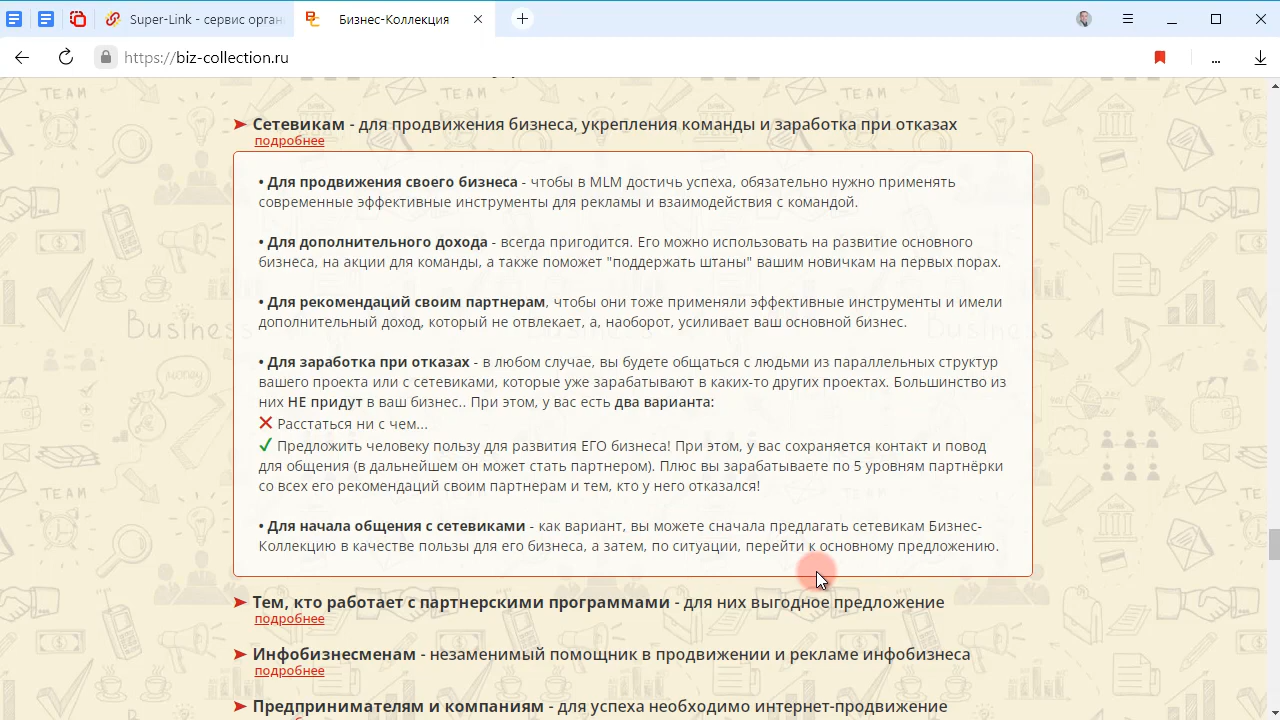 Super-Link - сервис орган
Бизнес-Коллекция
https://biz-collection.ru
➤ Сетевикам - для продвижения бизнеса, укрепления команды и заработка при отказах
подробнее
• Для продвижения своего бизнеса - чтобы в MLM достичь успеха, обязательно нужно применять
современные эффективные инструменты для рекламы и взаимодействия с командой.
• Для дополнительного дохода - всегда пригодится. Его можно использовать на развитие основного
бизнеса, на акции для команды, а также поможет "поддержать штаны" вашим новичкам на первых порах.
• Для рекомендаций своим партнерам, чтобы они тоже применяли эффективные инструменты и имели
дополнительный доход, который не отвлекает, а, наоборот, усиливает ваш основной бизнес.
• Для заработка при отказах - в любом случае, вы будете общаться с людьми из параллельных структур
вашего проекта или с сетевиками, которые уже зарабатывают в каких-то других проектах. Большинство из
них НЕ придут в ваш бизнес.. При этом, у вас есть два варианта:
❌ Расстаться ни с чем...
✔ Предложить человеку пользу для развития ЕГО бизнеса! При этом, у вас сохраняется контакт и повод
для общения (в дальнейшем он может стать партнером). Плюс вы зарабатываете по 5 уровням партнёрки
со всех его рекомендаций своим партнерам и тем, кто у него отказался!
• Для начала общения с сетевиками - как вариант, вы можете сначала предлагать сетевикам Бизнес-
Коллекцию в качестве пользы для его бизнеса, а затем, по ситуации, перейти к основному предложению.
➤ Тем, кто работает с партнерскими программами - для них выгодное предложение
подробнее
➤ Инфобизнесменам - незаменимый помощник в продвижении и рекламе инфобизнеса
подробнее
➤ Предпринимателям и компаниям - для успеха необходимо интернет-продвижение
TEAM
TEAM
TEAM
TEAM
Business
Business
money